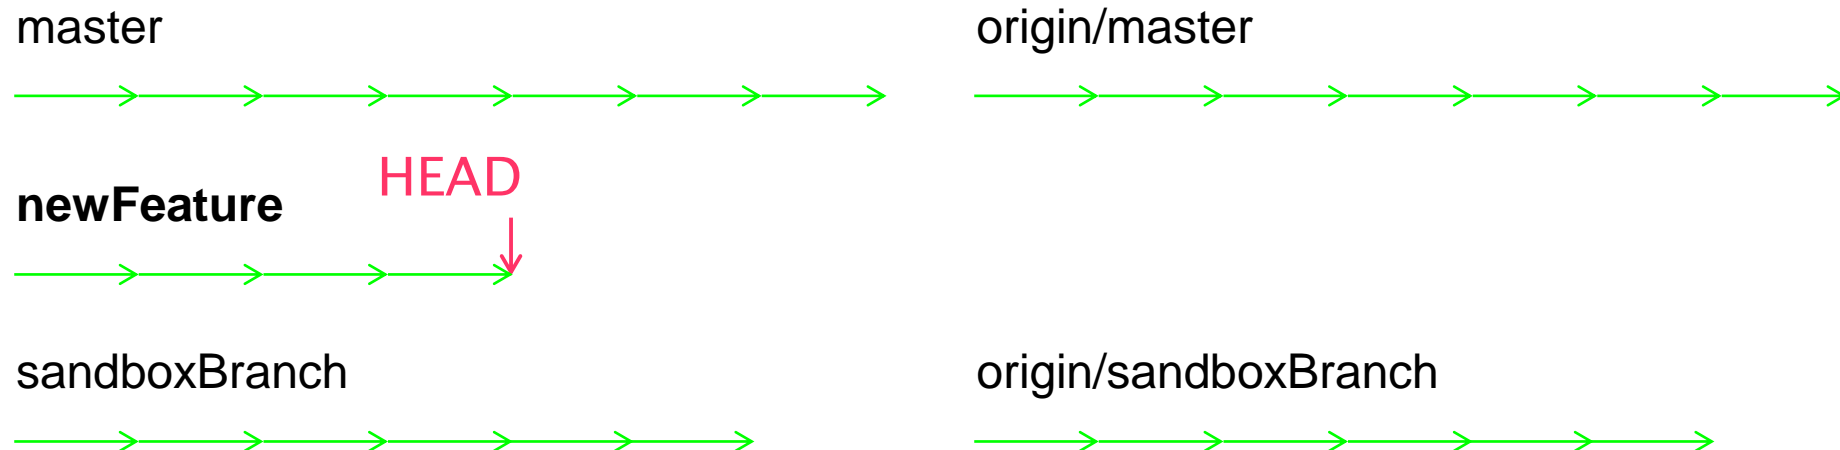 master
origin/master
HEAD
newFeature
sandboxBranch
origin/sandboxBranch